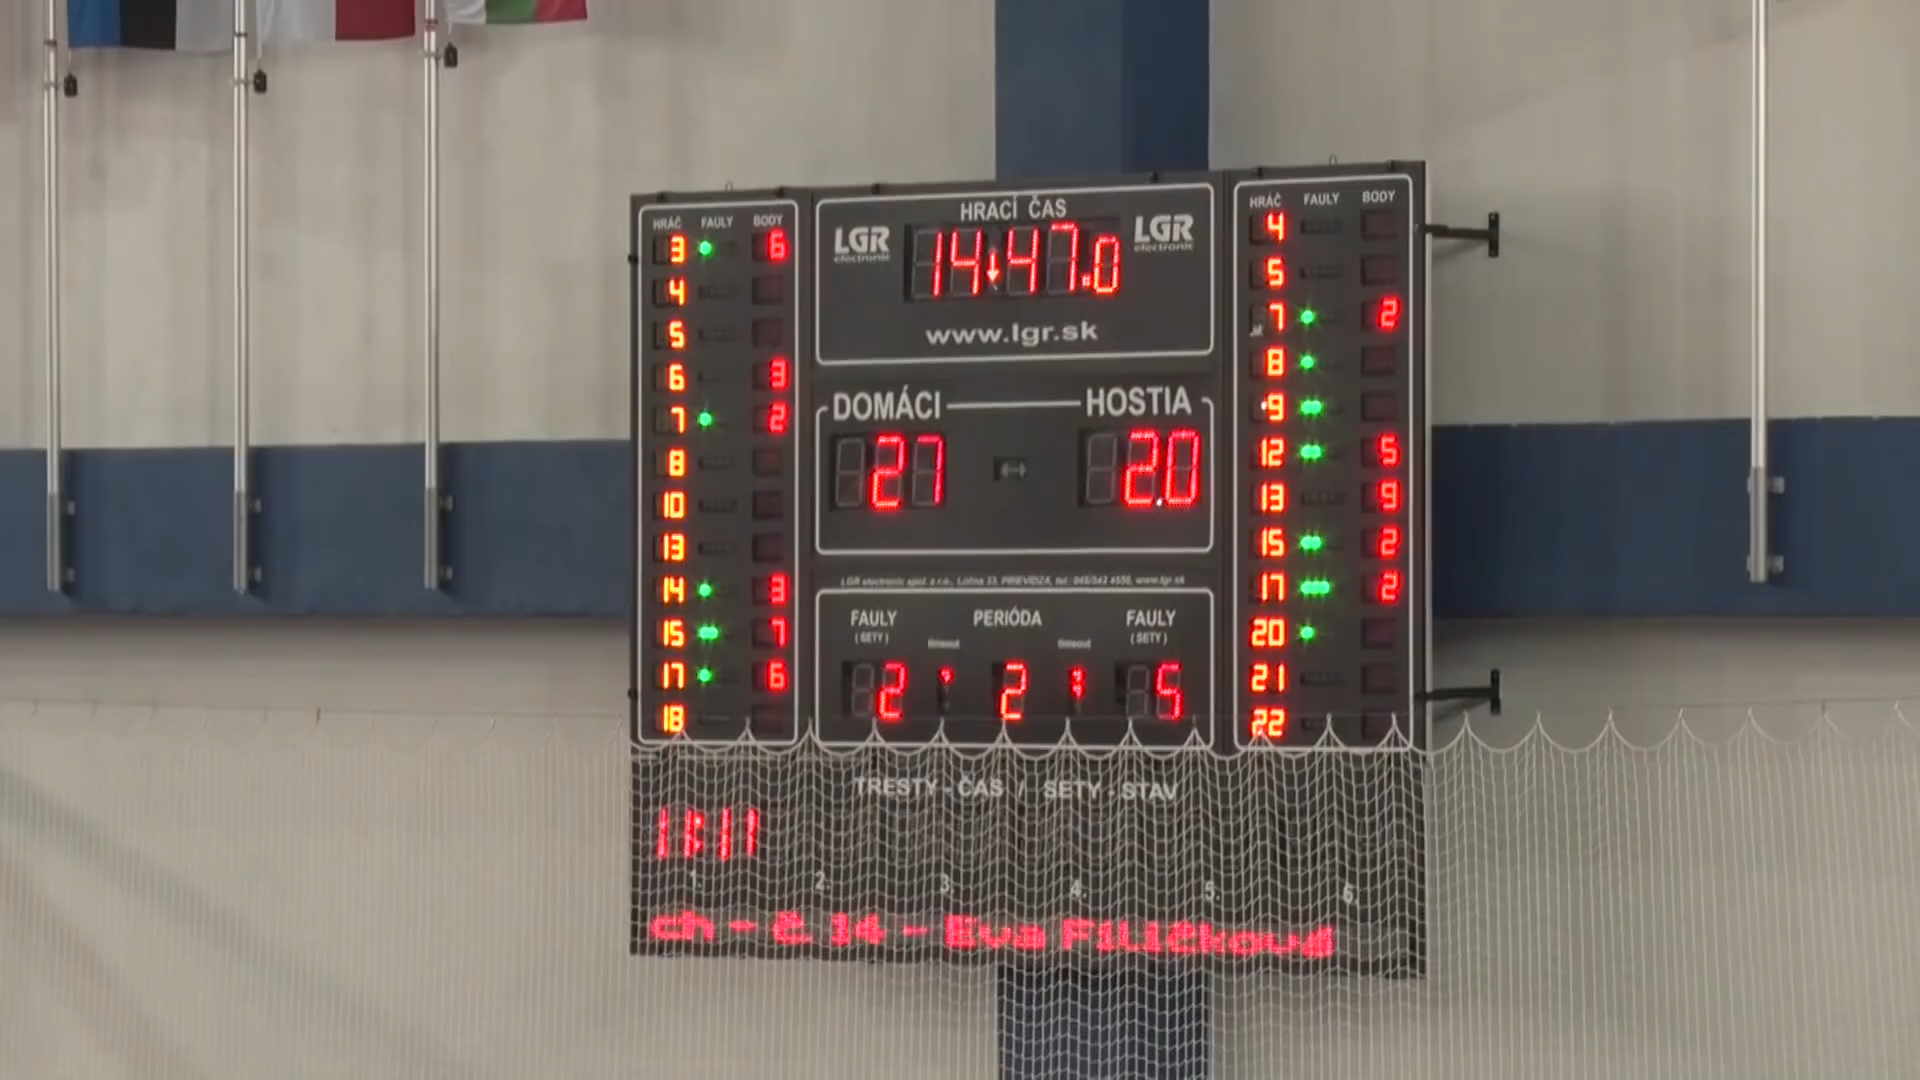 HRÁČ FAULY BODY
3 6
4
5
6 3
7 2
8
10
13
14 3
15 7
17 6
18
HRACÍ ČAS
LGR electronic
LGR electronic
14:47.0
www.lgr.sk
DOMÁCI HOSTIA
27 20
FAULY (SETY) timeout PERIÓDA timeout FAULY (SETY)
2 2 5
HRÁČ FAULY BODY
4
5
7 2
8
9
12 5
13 9
15 2
17 2
20
21
22
TRESTY - ČAS / SETY - STAV
11:11
1. 2. 3. 4. 5. 6.
ch - č. 14 - Eva Filičková